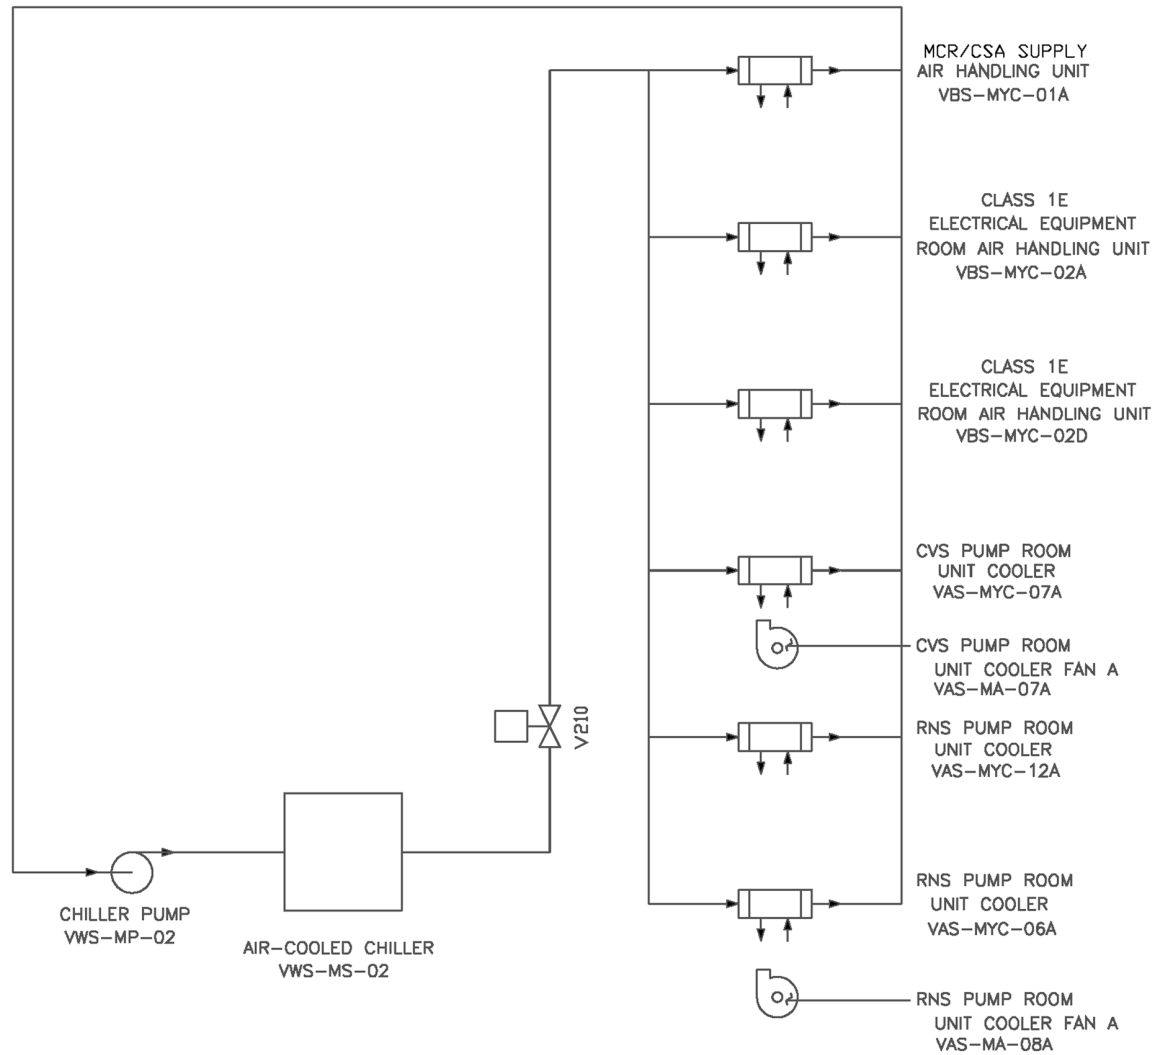 MCR/CSA SUPPLY
AIR HANDLING UNIT
VBS-MYC-01A
CLASS 1E
ELECTRICAL EQUIPMENT
ROOM AIR HANDLING UNIT
VBS-MYC-02A
CLASS 1E
ELECTRICAL EQUIPMENT
ROOM AIR HANDLING UNIT
VBS-MYC-02D
CVS PUMP ROOM
UNIT COOLER
VAS-MYC-07A
CVS PUMP ROOM
UNIT COOLER FAN A
VAS-MA-07A
V210
RNS PUMP ROOM
UNIT COOLER
VAS-MYC-12A
RNS PUMP ROOM
UNIT COOLER
VAS-MYC-06A
CHILLER PUMP
VWS-MP-02
AIR-COOLED CHILLER
VWS-MS-02
RNS PUMP ROOM
UNIT COOLER FAN A
VAS-MA-08A